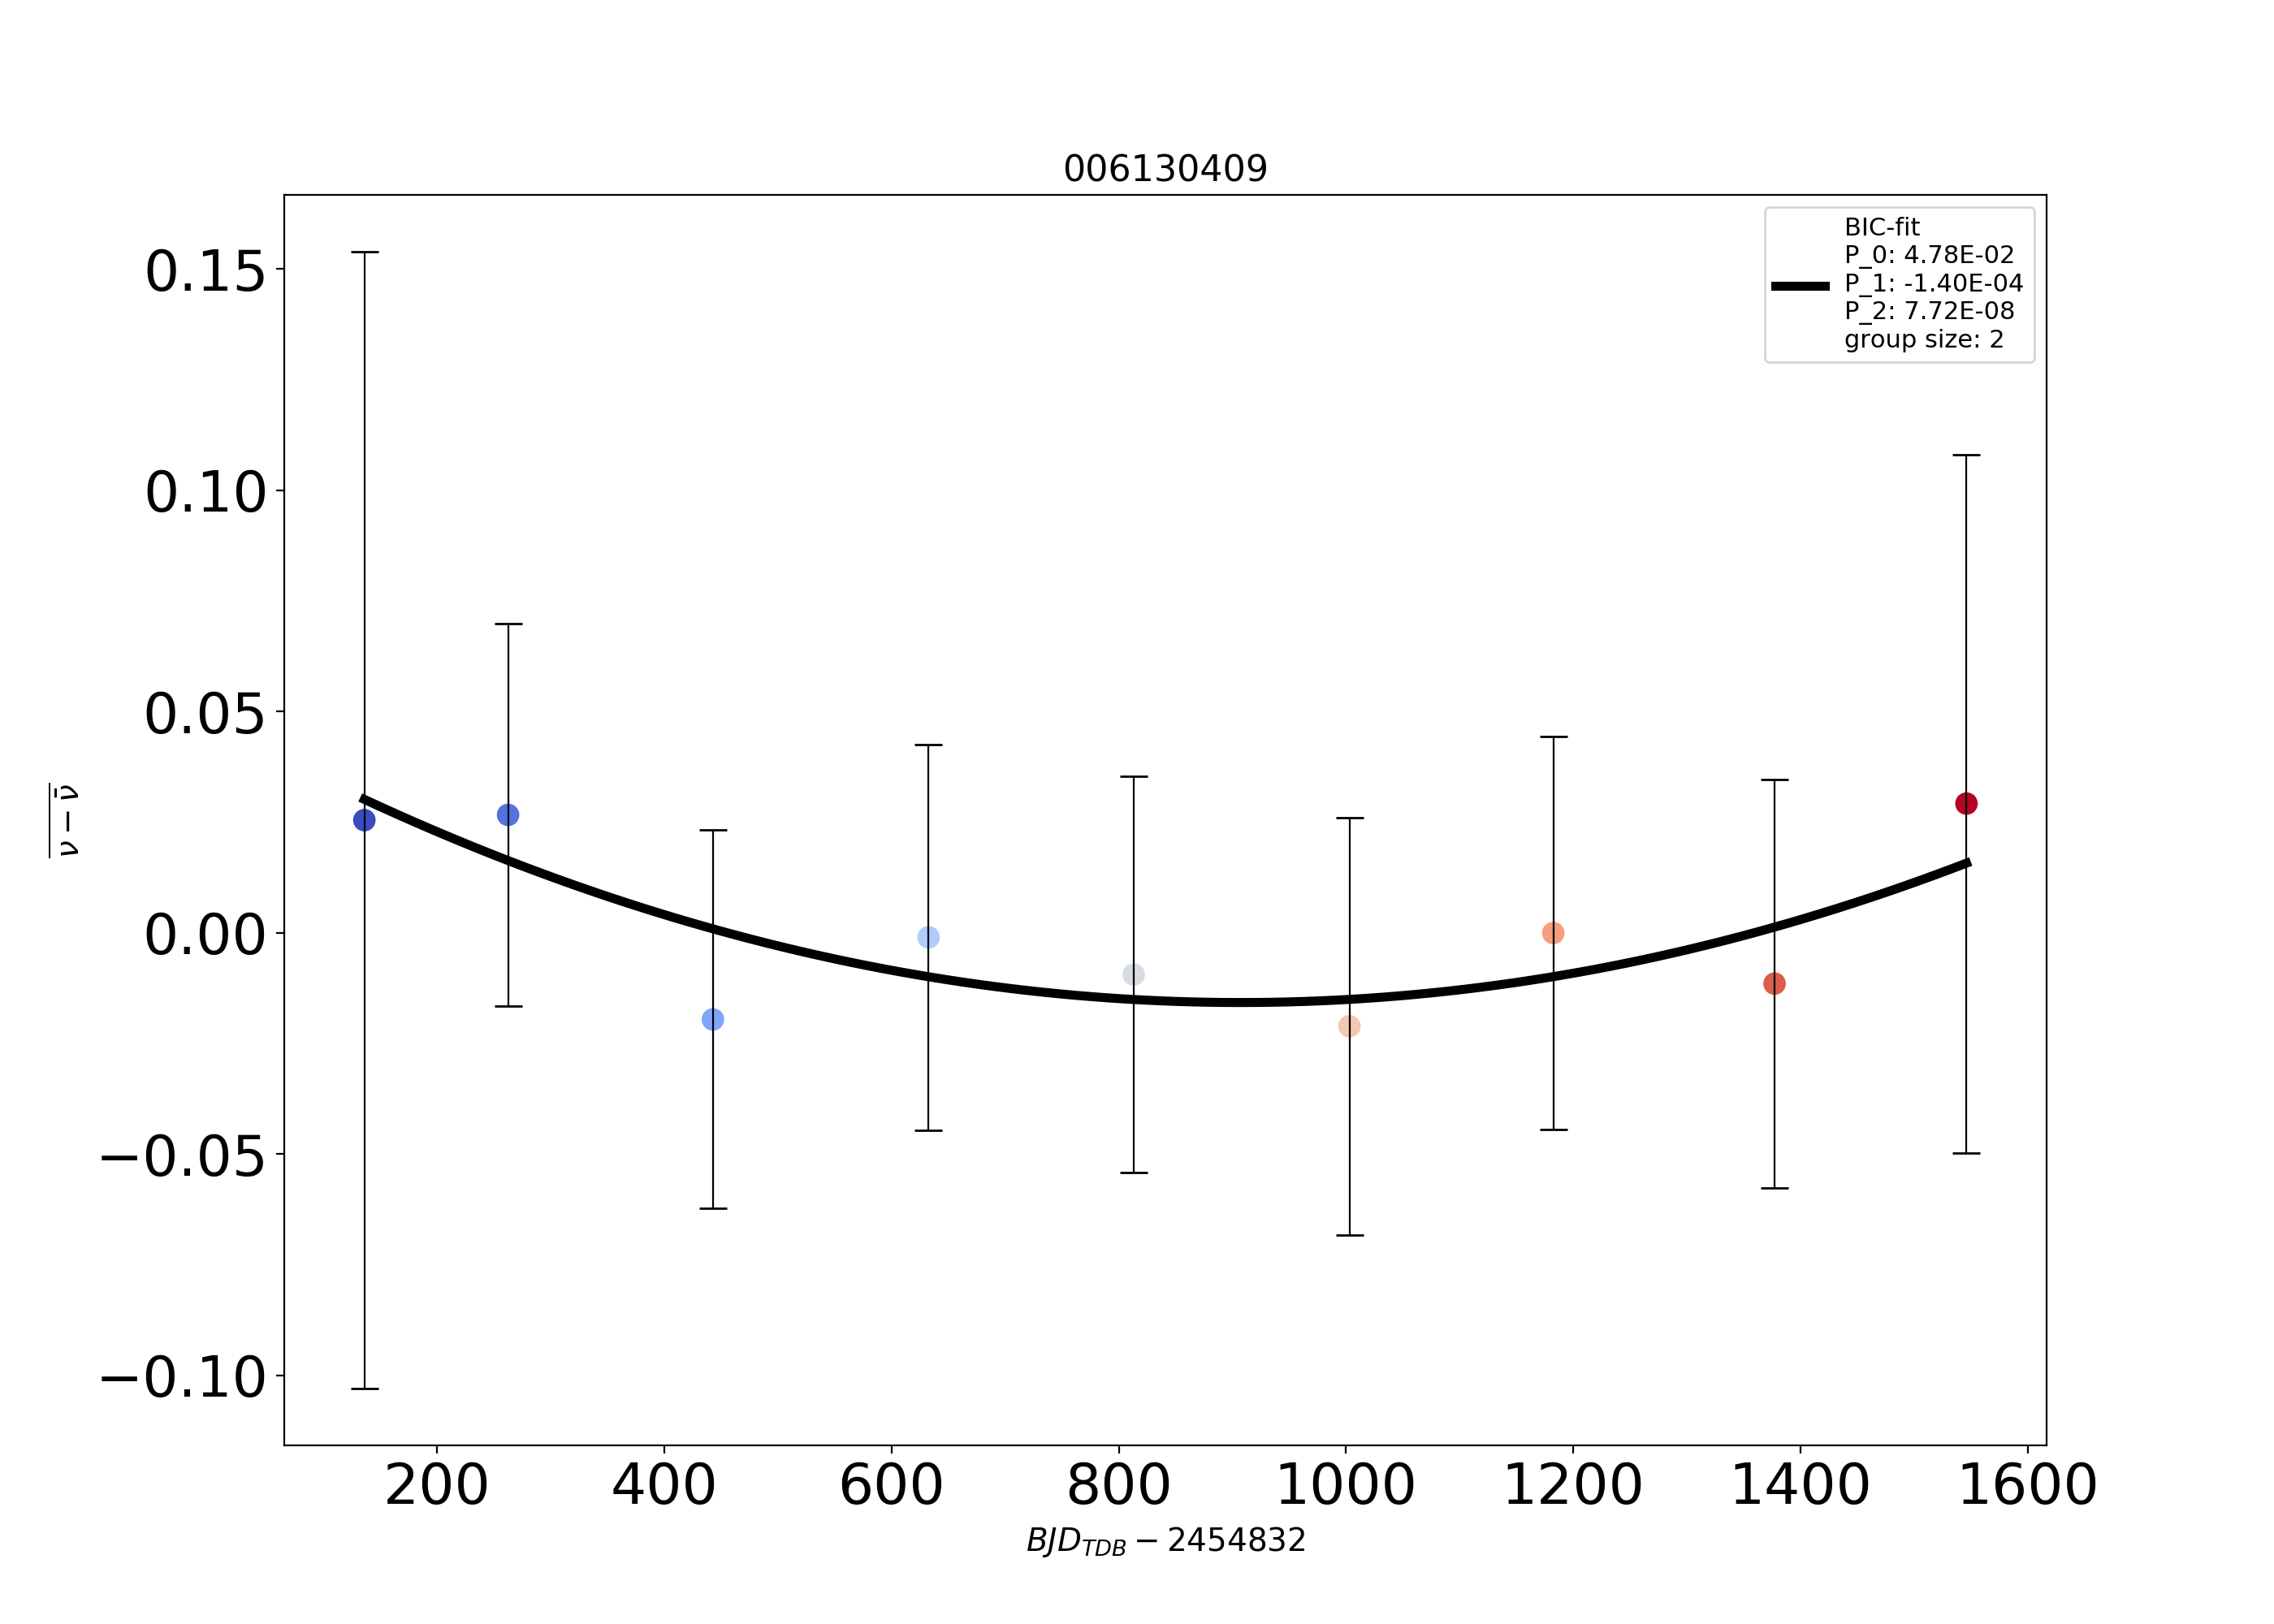 006130409
BIC-fit
P_0: 4.78E-02
P_1: -1.40E-04
P_2: 7.72E-08
group size: 2
0.15
0.10
0.05
0.00
−0.05
−0.10
ν − ν̄
200 400 600 800 1000 1200 1400 1600
BJD_TDB − 2454832